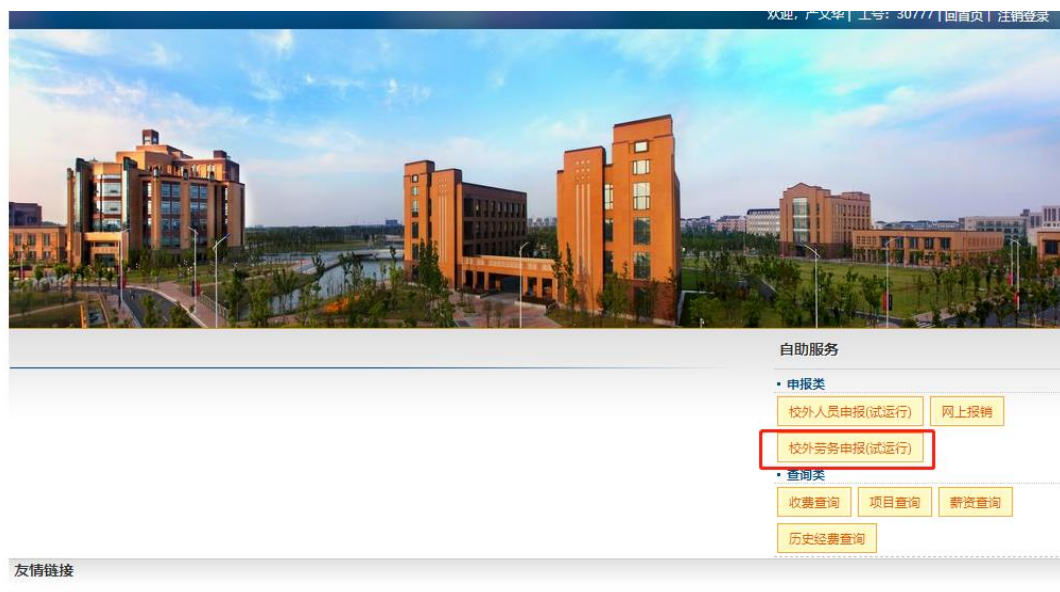 欢迎，严文华| 工号：30777 |回首页| 注销登录
自助服务
▪ 申报类
校外人员申报(试运行) 网上报销
校外劳务申报(试运行)
▪ 查询类
收费查询 项目查询 薪资查询
历史经费查询
友情链接